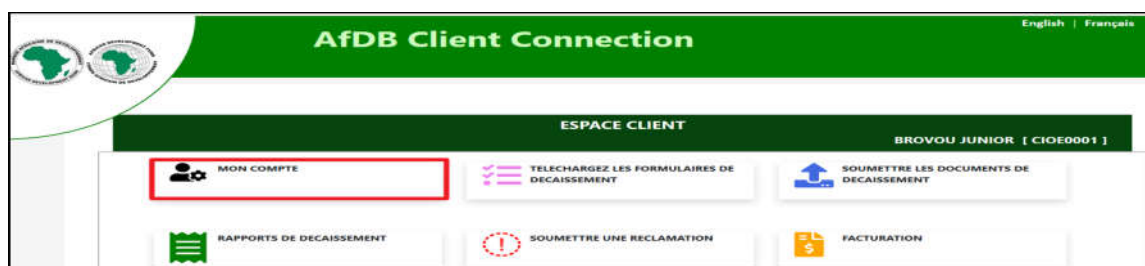 English | Français
AfDB Client Connection
ESPACE CLIENT
BROVOU JUNIOR [ CIOE0001 ]
MON COMPTE
TELECHARGEZ LES FORMULAIRES DE
DECAISSEMENT
SOUMETTRE LES DOCUMENTS DE
DECAISSEMENT
RAPPORTS DE DECAISSEMENT
SOUMETTRE UNE RECLAMATION
FACTURATION